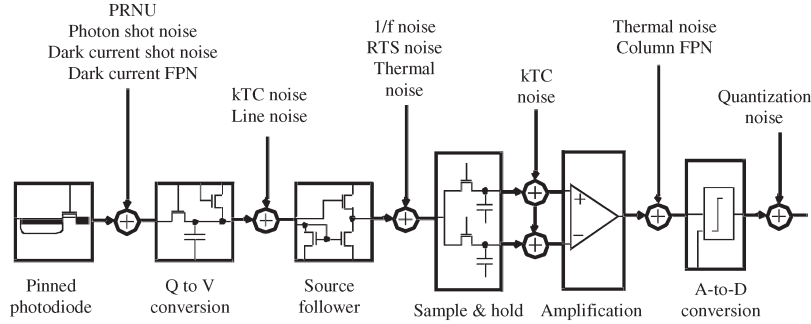 PRNU
Photon shot noise
Dark current shot noise
Dark current FPN
kTC noise
Line noise
1/f noise
RTS noise
Thermal
noise
kTC
noise
Thermal noise
Column FPN
Quantization
noise
+
+
+
+
+
+
−
+
+
Pinned
photodiode
Q to V
conversion
Source
follower
Sample & hold
Amplification
A-to-D
conversion